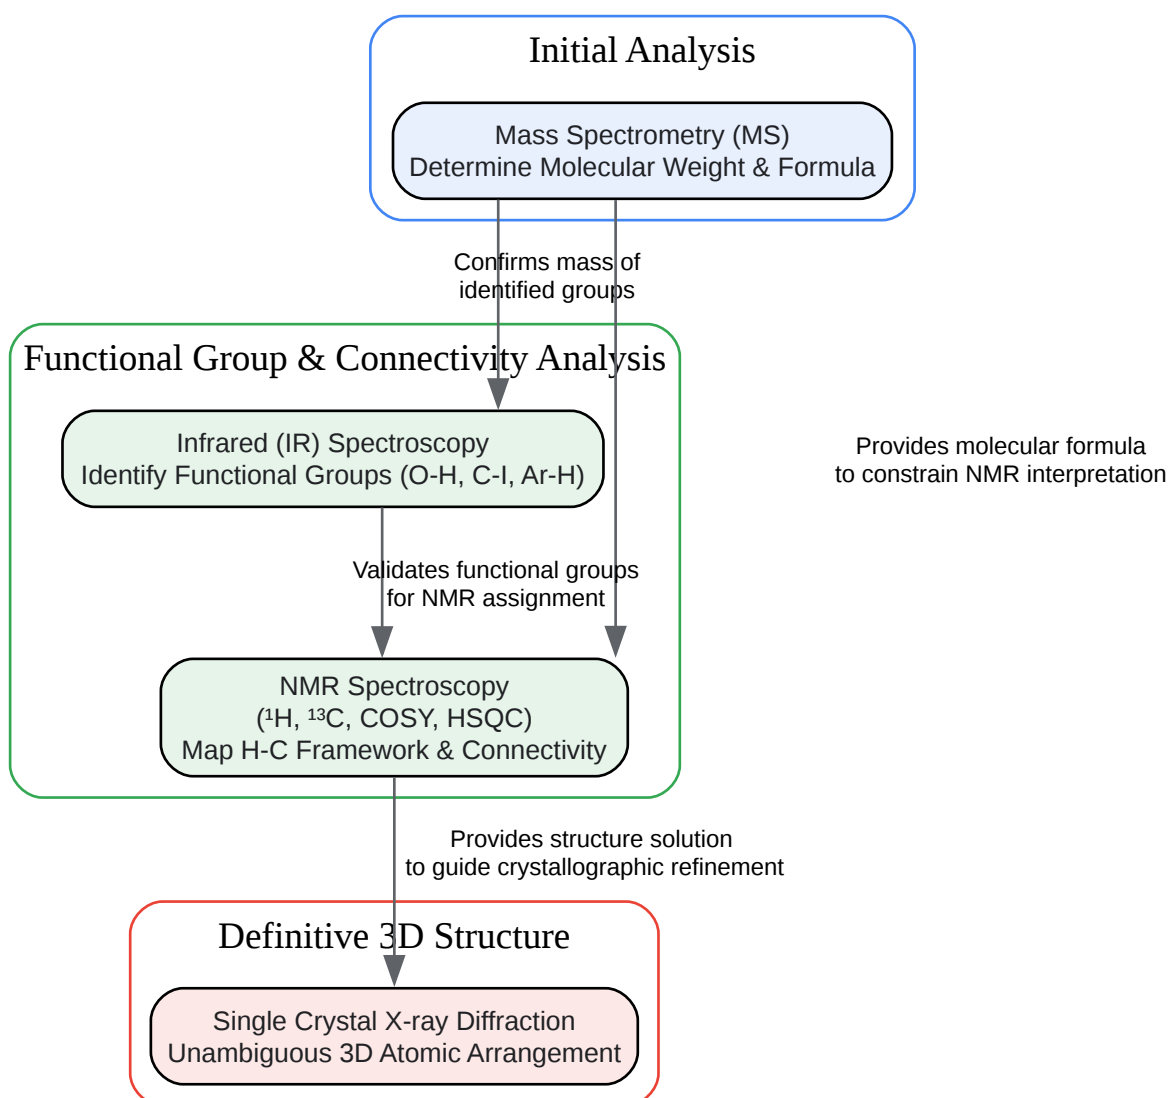 Initial Analysis
Mass Spectrometry (MS)
Determine Molecular Weight & Formula
Confirms mass of
identified groups
Functional Group & Connectivity Analysis
Infrared (IR) Spectroscopy
Identify Functional Groups (O-H, C-I, Ar-H)
Provides molecular formula
to constrain NMR interpretation
Validates functional groups
for NMR assignment
NMR Spectroscopy
(¹H, ¹³C, COSY, HSQC)
Map H-C Framework & Connectivity
Provides structure solution
to guide crystallographic refinement
Definitive 3D Structure
Single Crystal X-ray Diffraction
Unambiguous 3D Atomic Arrangement